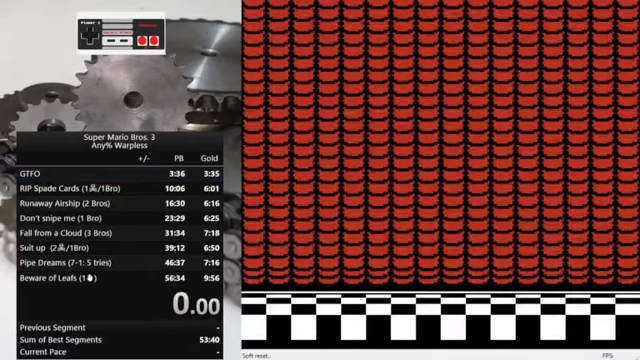 Super Mario Bros. 3
Any% Warpless
+/- PB Gold
GTFO 3:36 3:35
RIP Spade Cards (1 /1Bro) 10:06 6:01
Runaway Airship (2 Bros) 16:30 6:16
Don't snipe me (1 Bro) 23:29 6:25
Fall from a Cloud (3 Bros) 31:34 7:18
Suit up (2 /1Bro) 39:12 6:50
Pipe Dreams (7-1: 5 tries) 46:37 7:16
Beware of Leafs (1 ) 56:34 9:56
0.00
Previous Segment -
Sum of Best Segments 53:40
Current Pace -
Soft reset.. FPS: